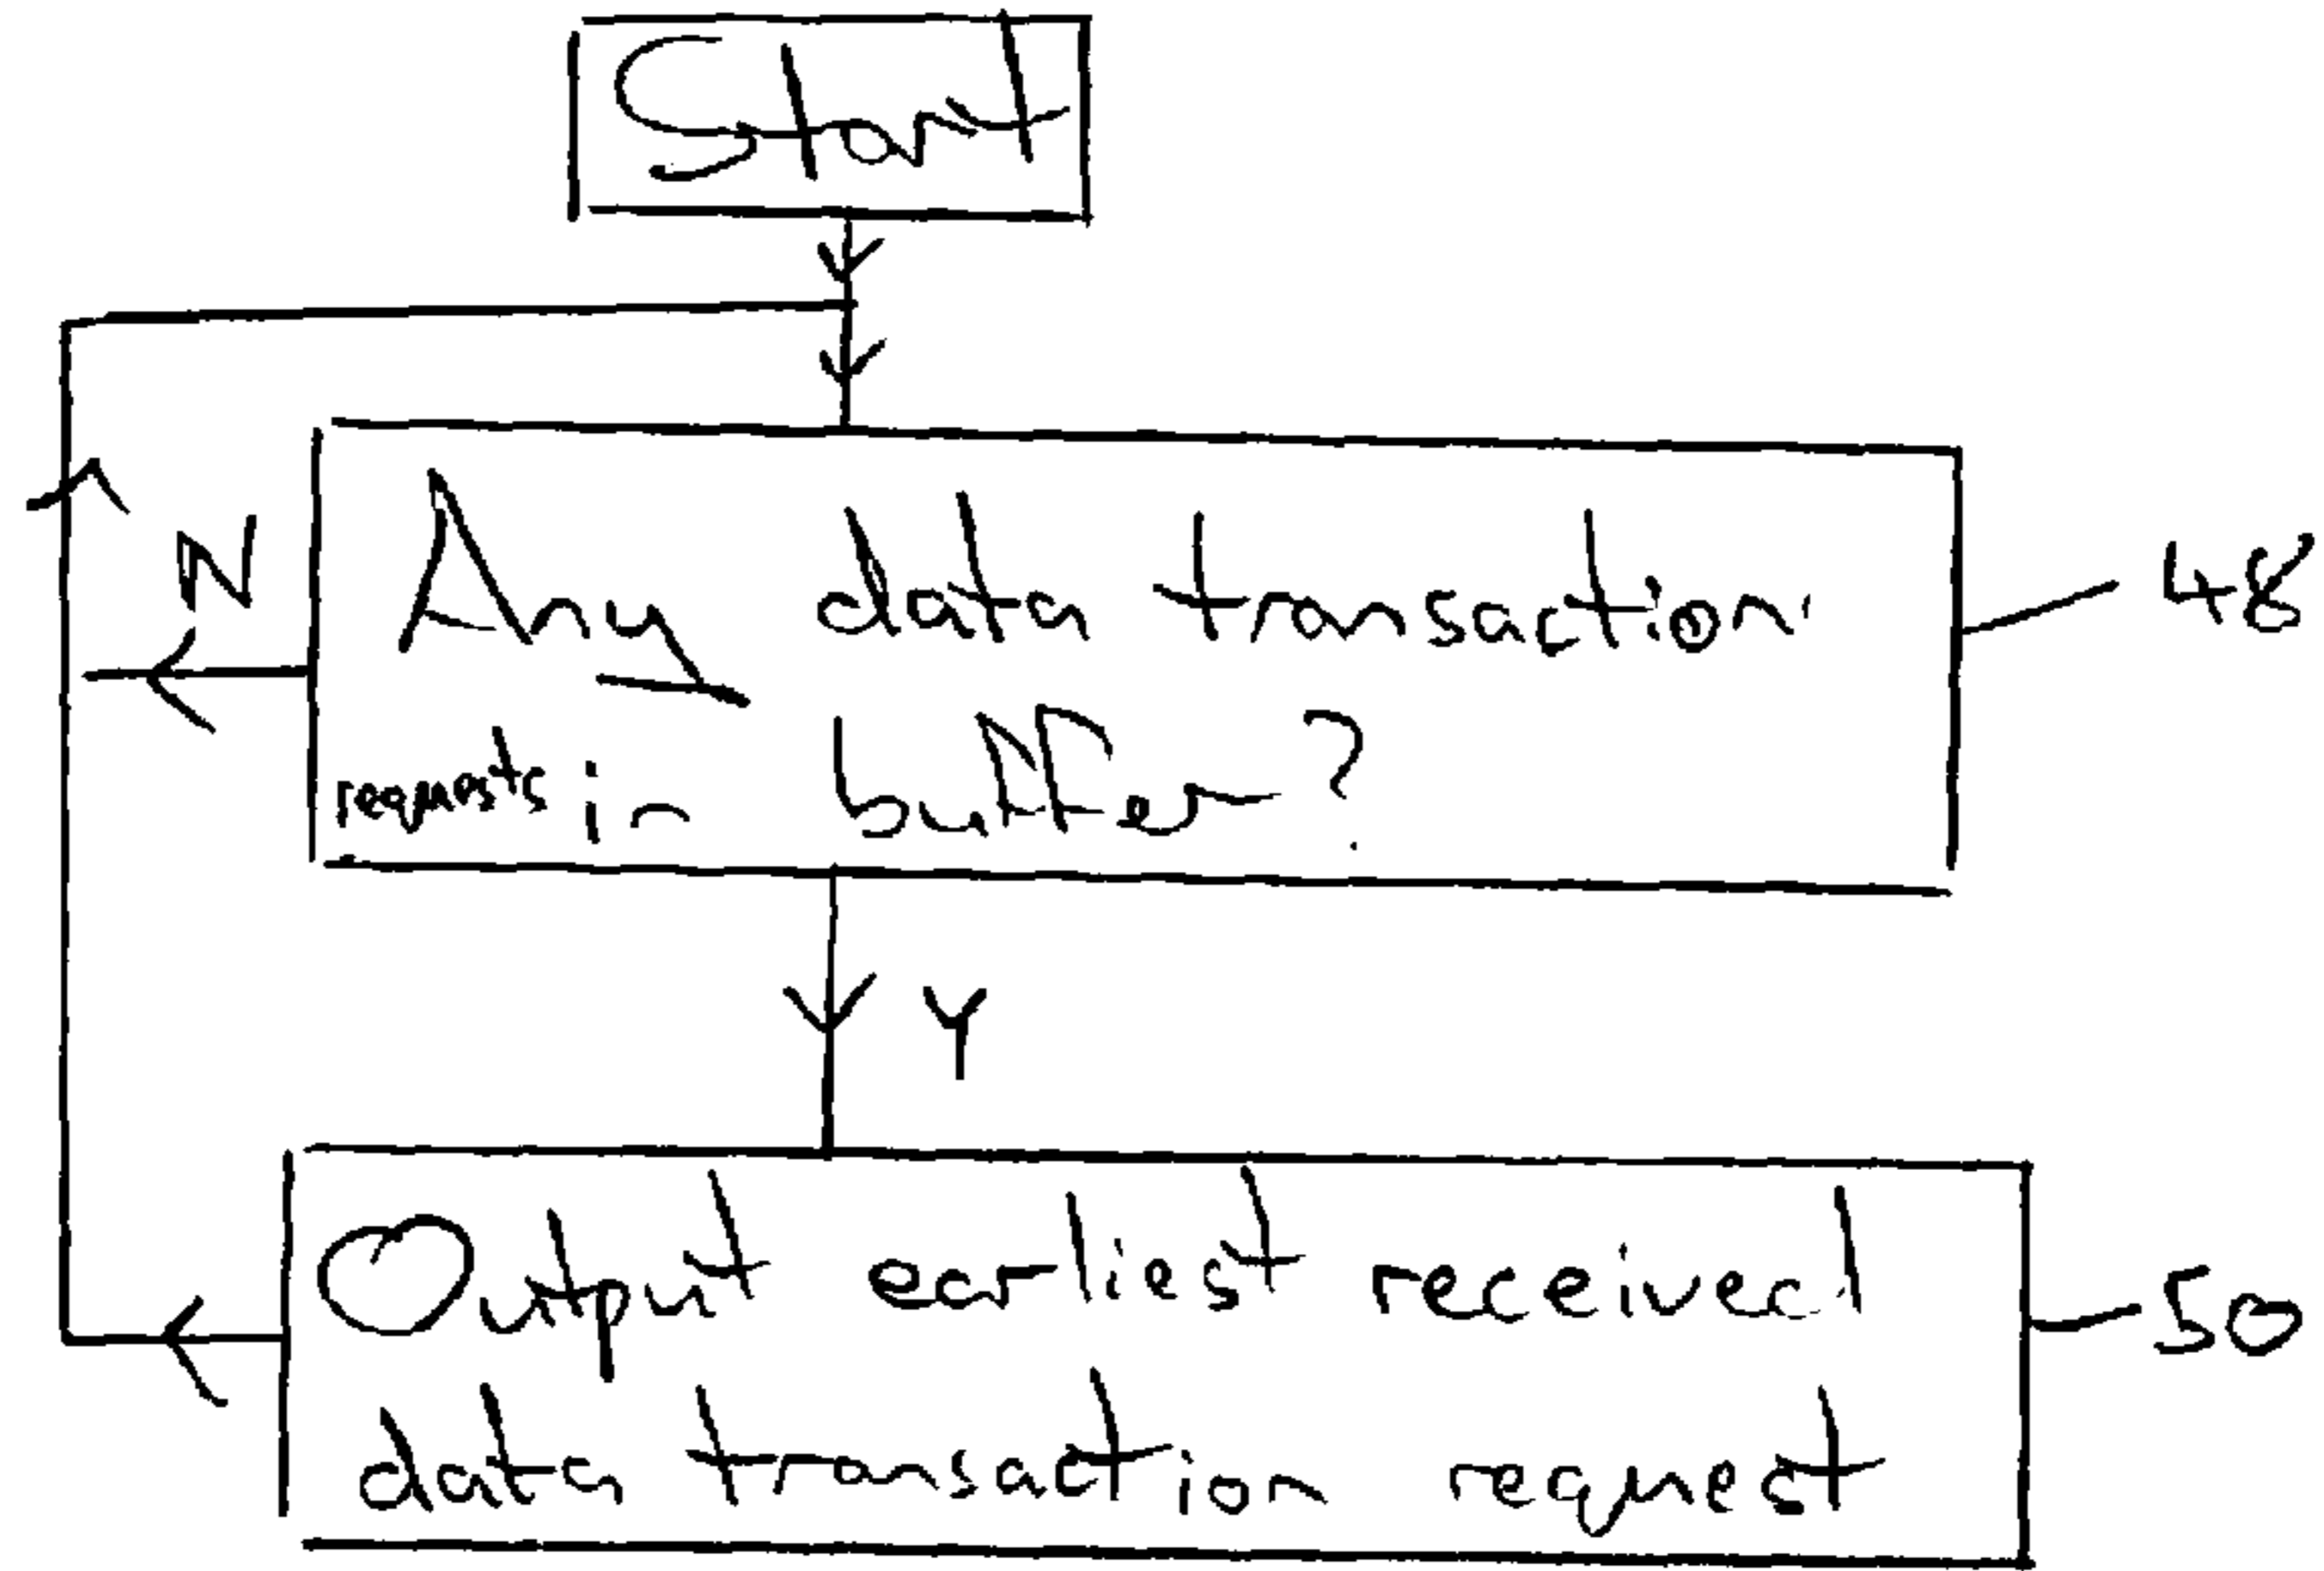 Start
N
Any data transaction
requests in buffer?
48
Y
Output earliest received
data transaction request
50